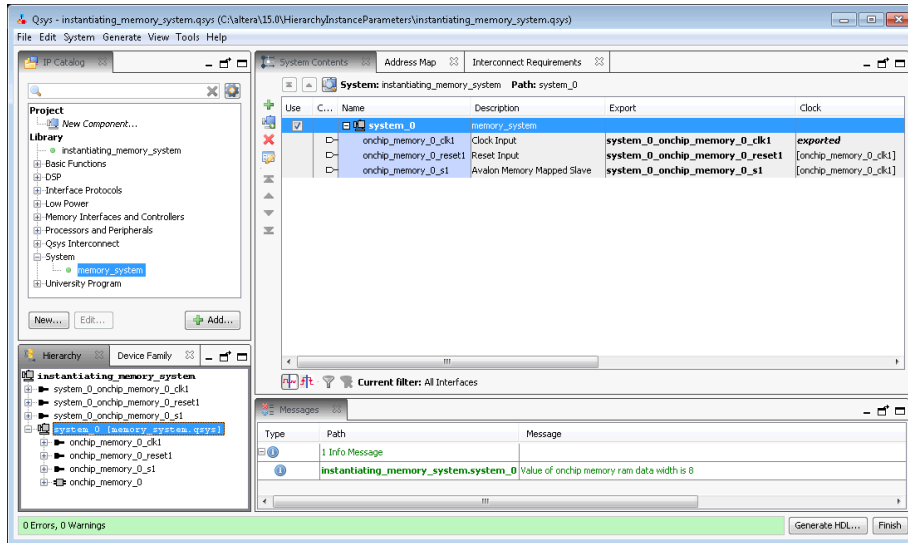 Qsys - instantiating_memory_system.qsys (C:\altera\15.0\HierarchyInstanceParameters\instantiating_memory_system.qsys)
File Edit System Generate View Tools Help
IP Catalog
Project
New Component...
Library
instantiating_memory_system
Basic Functions
DSP
Interface Protocols
Low Power
Memory Interfaces and Controllers
Processors and Peripherals
Qsys Interconnect
System
memory_system
University Program
New... Edit... Add...
Hierarchy Device Family
instantiating_memory_system
system_0_onchip_memory_0_clk1
system_0_onchip_memory_0_reset1
system_0_onchip_memory_0_s1
system_0 [memory_system.qsys]
onchip_memory_0_clk1
onchip_memory_0_reset1
onchip_memory_0_s1
onchip_memory_0
System Contents Address Map Interconnect Requirements
System: instantiating_memory_system Path: system_0
Use C... Name Description Export Clock
system_0 memory_system
onchip_memory_0_clk1 Clock Input system_0_onchip_memory_0_clk1 exported
onchip_memory_0_reset1 Reset Input system_0_onchip_memory_0_reset1 [onchip_memory_0_clk1]
onchip_memory_0_s1 Avalon Memory Mapped Slave system_0_onchip_memory_0_s1 [onchip_memory_0_clk1]
Current filter: All Interfaces
Messages
Type Path Message
1 Info Message
instantiating_memory_system.system_0 Value of onchip memory ram data width is 8
0 Errors, 0 Warnings
Generate HDL... Finish